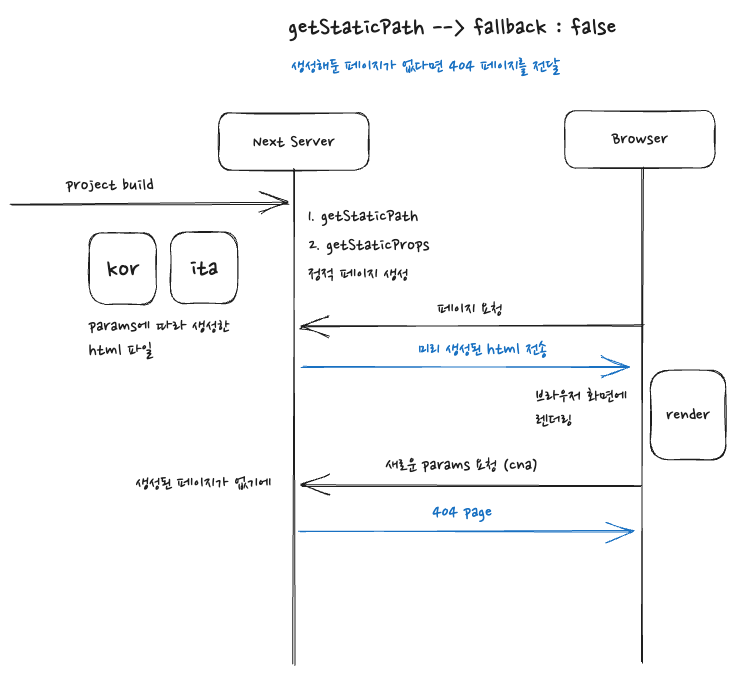 getStaticPath --> fallback : false
생성해둔 페이지가 없다면 404 페이지를 전달
Next Server
Browser
project build
1. getStaticPath
2. getStaticProps
정적 페이지 생성
kor
ita
params에 따라 생성한
html 파일
페이지 요청
미리 생성된 html 전송
브라우저 화면에
렌더링
render
새로운 params 요청 (cna)
생성된 페이지가 없기에
404 page